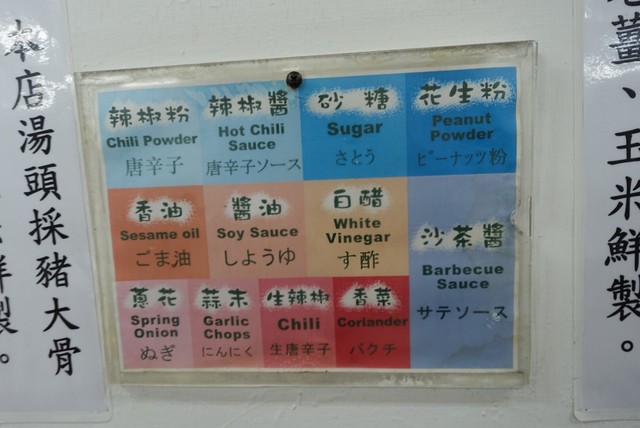 本店湯頭採豬大骨
辣椒粉
Chili Powder
唐辛子
辣椒醬
Hot Chili
Sauce
唐辛子ソース
砂糖
Sugar
さとう
花生粉
Peanut
Powder
ピーナッツ粉
香油
Sesame oil
ごま油
醬油
Soy Sauce
しようゆ
白醋
White
Vinegar
す酢
沙茶醬
Barbecue
Sauce
サテソース
蔥花
Spring
Onion
ぬぎ
蒜末
Garlic
Chops
にんにく
生辣椒
Chili
生唐辛子
香菜
Coriander
パクチ
薑、玉米鮮製。
鮮製。